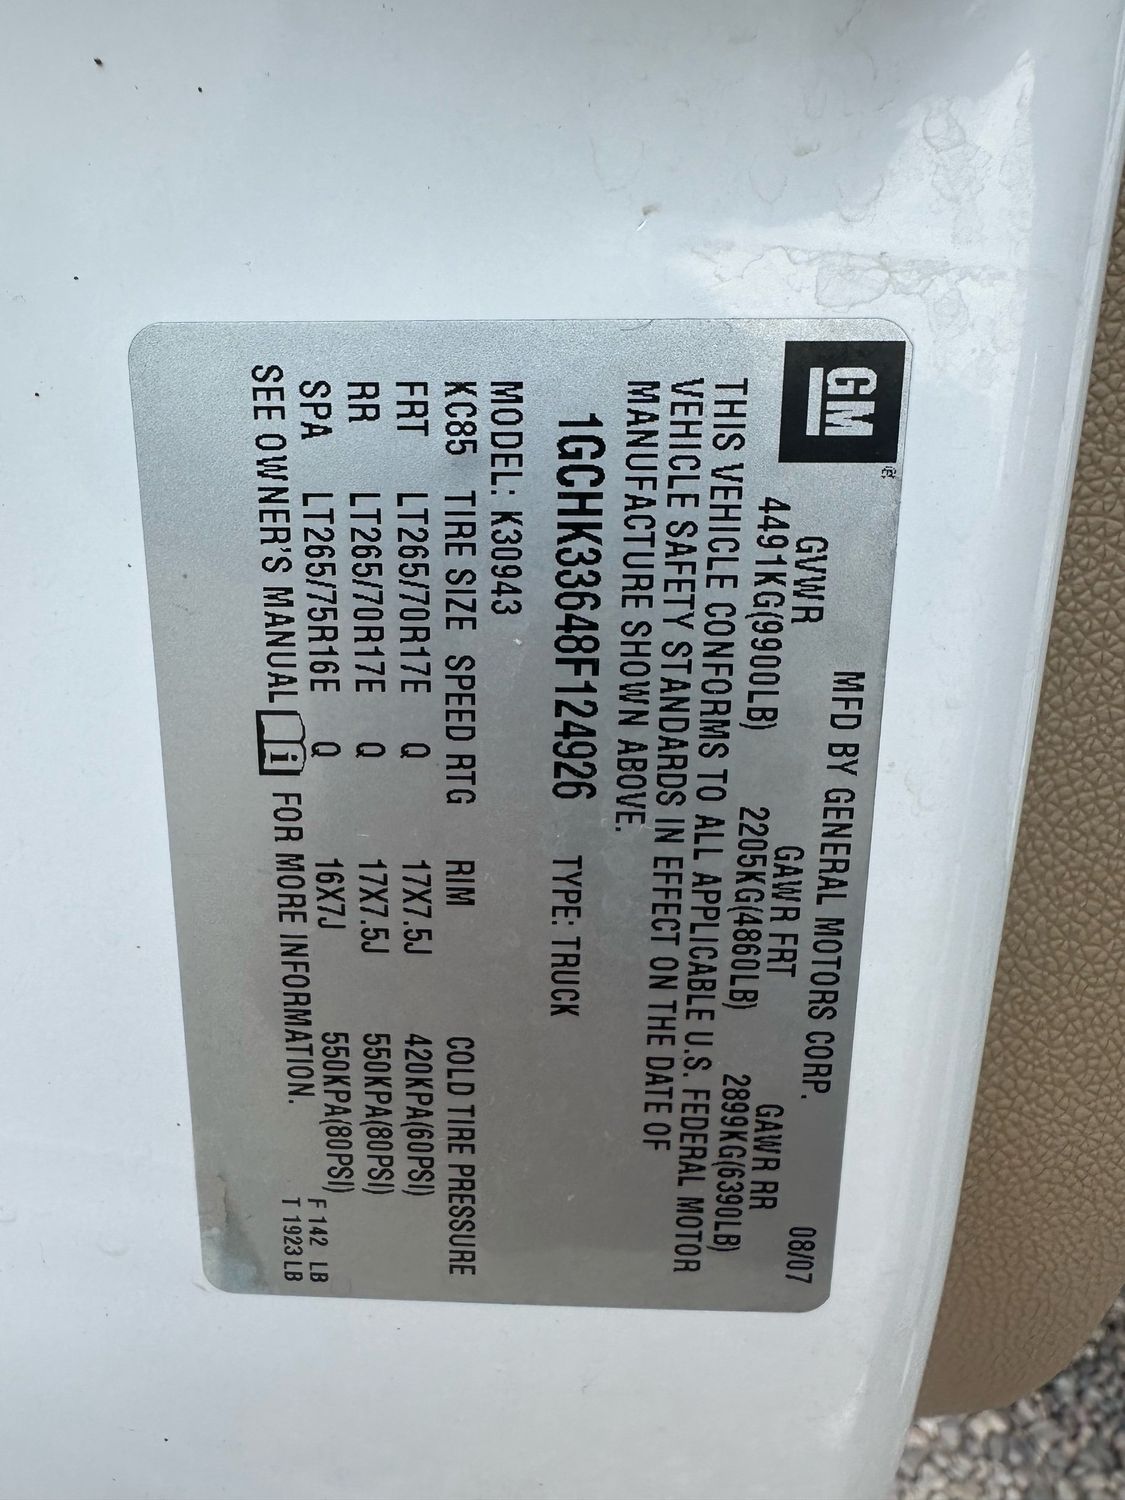 GM
MFD BY GENERAL MOTORS CORP. 08/07
GVWR GAWR FRT GAWR RR
4491KG(9900LB) 2205KG(4860LB) 2899KG(6390LB)
THIS VEHICLE CONFORMS TO ALL APPLICABLE U.S. FEDERAL MOTOR
VEHICLE SAFETY STANDARDS IN EFFECT ON THE DATE OF
MANUFACTURE SHOWN ABOVE.
1GCHK33648F124926 TYPE: TRUCK
MODEL: K30943
KC85 TIRE SIZE SPEED RTG RIM COLD TIRE PRESSURE
FRT LT265/70R17E Q 17X7.5J 420KPA(60PSI)
RR LT265/70R17E Q 17X7.5J 550KPA(80PSI)
SPA LT265/75R16E Q 16X7J 550KPA(80PSI)
SEE OWNER'S MANUAL i FOR MORE INFORMATION.
F 142 LB
T 1923 LB